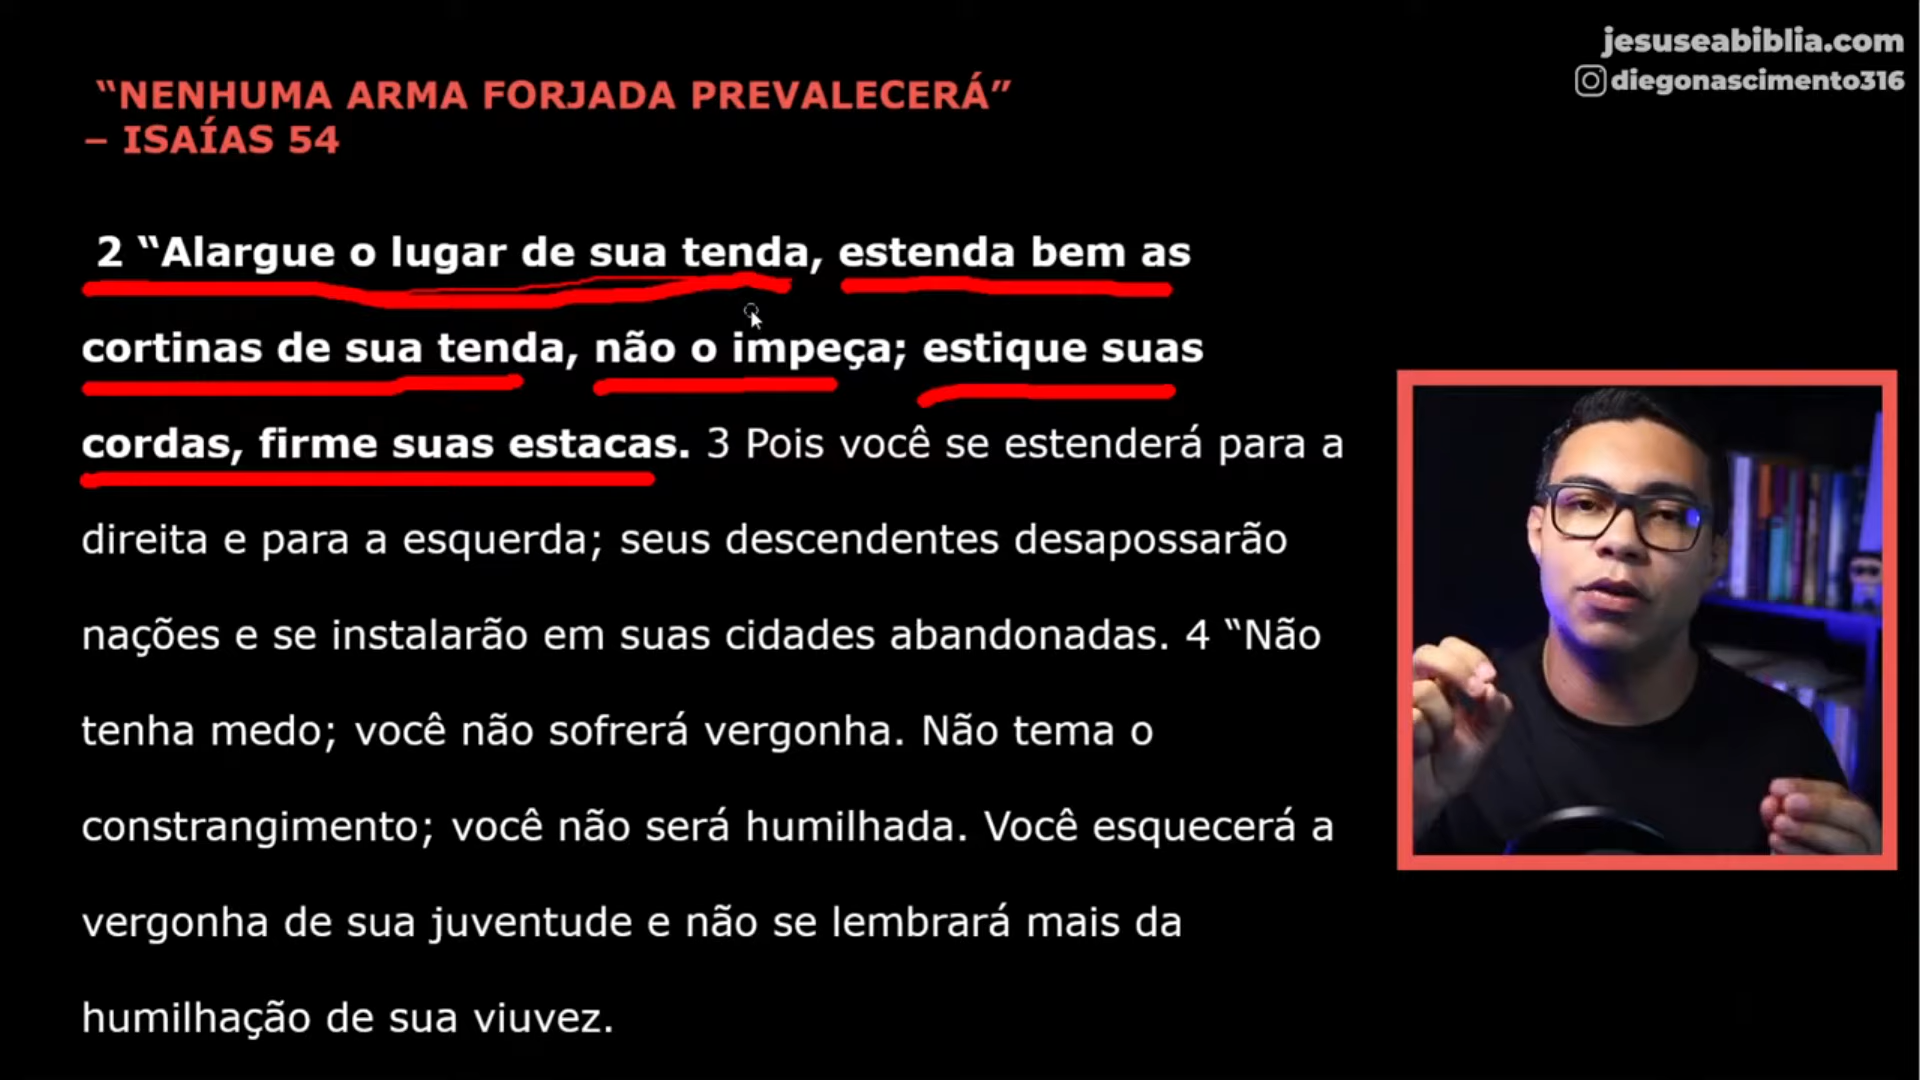 jesuseabiblia.com
diegonascimento316
“NENHUMA ARMA FORJADA PREVALECERÁ”
– ISAÍAS 54
2 “Alargue o lugar de sua tenda, estenda bem as
cortinas de sua tenda, não o impeça; estique suas
cordas, firme suas estacas. 3 Pois você se estenderá para a
direita e para a esquerda; seus descendentes desapossarão
nações e se instalarão em suas cidades abandonadas. 4 “Não
tenha medo; você não sofrerá vergonha. Não tema o
constrangimento; você não será humilhada. Você esquecerá a
vergonha de sua juventude e não se lembrará mais da
humilhação de sua viuvez.